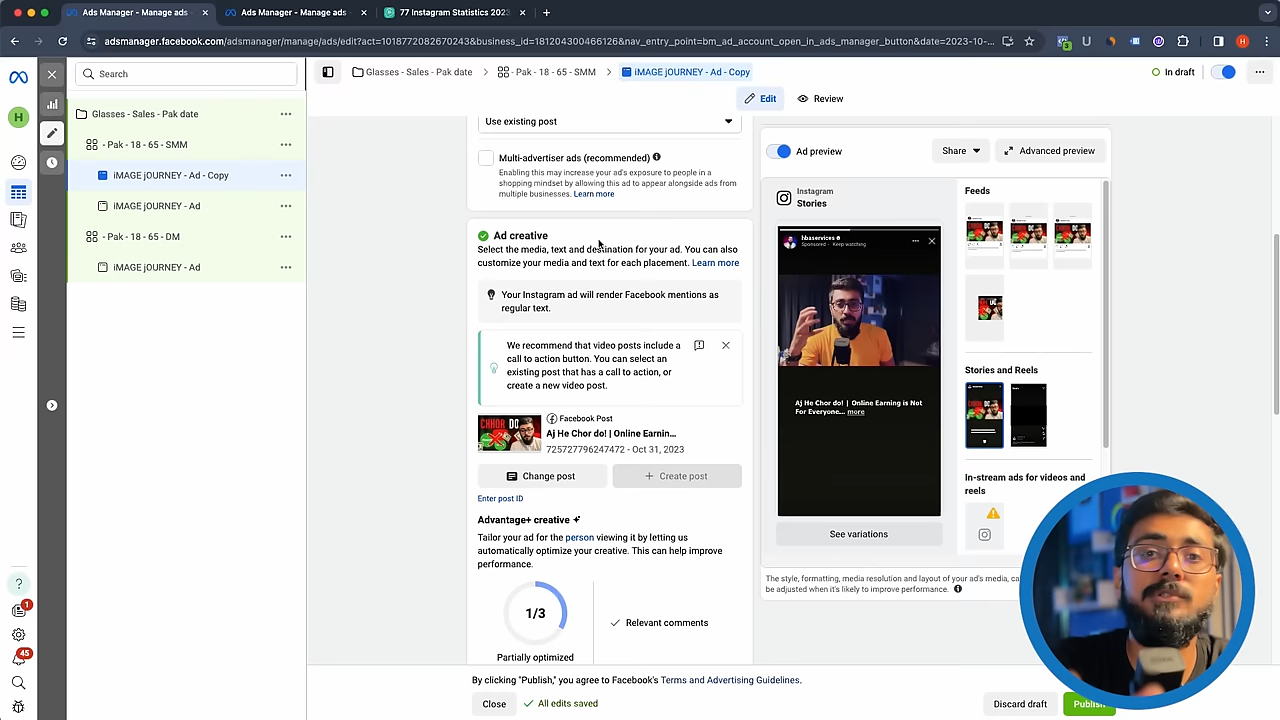 Ads Manager - Manage ads -
Ads Manager - Manage ads -
77 Instagram Statistics 2023
adsmanager.facebook.com/adsmanager/manage/ads/edit?act=1018772082670243&business_id=181204300466126&nav_entry_point=bm_ad_account_open_in_ads_manager_button&date=2023-10-...
Search
Glasses - Sales - Pak date
- Pak - 18 - 65 - SMM
iMAGE jOURNEY - Ad - Copy
In draft
Edit
Review
H
Glasses - Sales - Pak date
- Pak - 18 - 65 - SMM
iMAGE jOURNEY - Ad - Copy
iMAGE jOURNEY - Ad
- Pak - 18 - 65 - DM
iMAGE jOURNEY - Ad
1
45
Use existing post
Multi-advertiser ads (recommended)
Enabling this may increase your ad's exposure to people in a
shopping mindset by allowing this ad to appear alongside ads from
multiple businesses. Learn more
Ad creative
Select the media, text and destination for your ad. You can also
customize your media and text for each placement. Learn more
Your Instagram ad will render Facebook mentions as
regular text.
We recommend that video posts include a
call to action button. You can select an
existing post that has a call to action, or
create a new video post.
Facebook Post
Aj He Chor do! | Online Earnin...
725727796247472 - Oct 31, 2023
Change post
Create post
Enter post ID
Advantage+ creative
Tailor your ad for the person viewing it by letting us
automatically optimize your creative. This can help improve
performance.
1/3
Partially optimized
Relevant comments
Ad preview
Share
Advanced preview
Instagram
Stories
hbaservices
Sponsored · Keep watching
Aj He Chor do! | Online Earning is Not
For Everyone... more
See variations
Feeds
Stories and Reels
In-stream ads for videos and
reels
The style, formatting, media resolution and layout of your ad's media, ca
be adjusted when it's likely to improve performance.
By clicking "Publish," you agree to Facebook's Terms and Advertising Guidelines.
Close
All edits saved
Discard draft
Publish